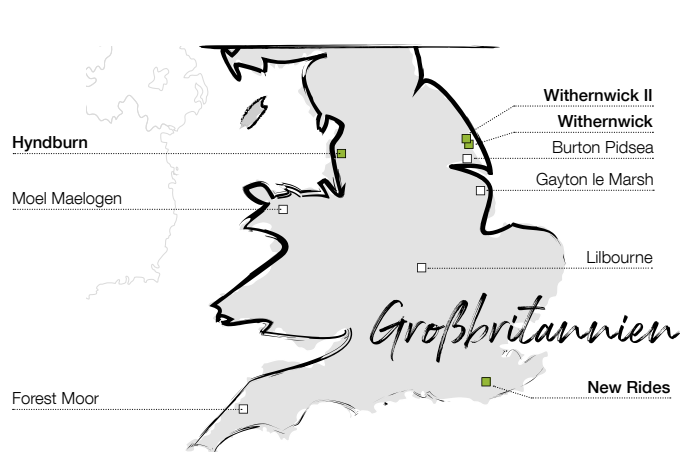 Withernwick II
Withernwick
Hyndburn
Burton Pidsea
Gayton le Marsh
Moel Maelogen
Lilbourne
Großbritannien
New Rides
Forest Moor